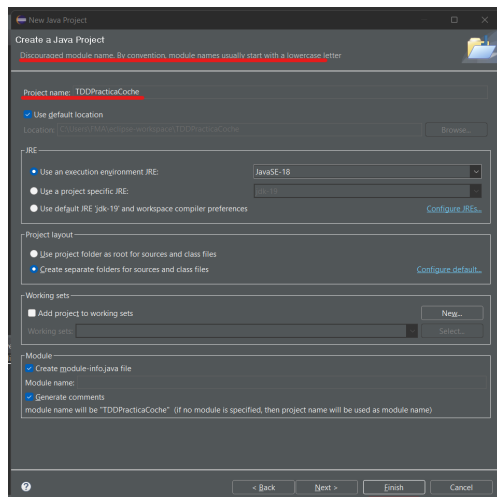 New Java Project
Create a Java Project
Discouraged module name. By convention, module names usually start with a lowercase letter
Project name: TDDPracticaCoche
Use default location
Location: \eclipse-workspace\TDDPracticaCoche Browse...
JRE
Use an execution environment JRE: JavaSE-18
Use a project specific JRE: jdk-19
Use default JRE 'jdk-19' and workspace compiler preferences Configure JREs...
Project layout
Use project folder as root for sources and class files
Create separate folders for sources and class files Configure default...
Working sets
Add project to working sets New...
Working sets: Select...
Module
Create module-info.java file
Module name:
Generate comments
module name will be "TDDPracticaCoche" (if no module is specified, then project name will be used as module name)
? < Back Next > Finish Cancel